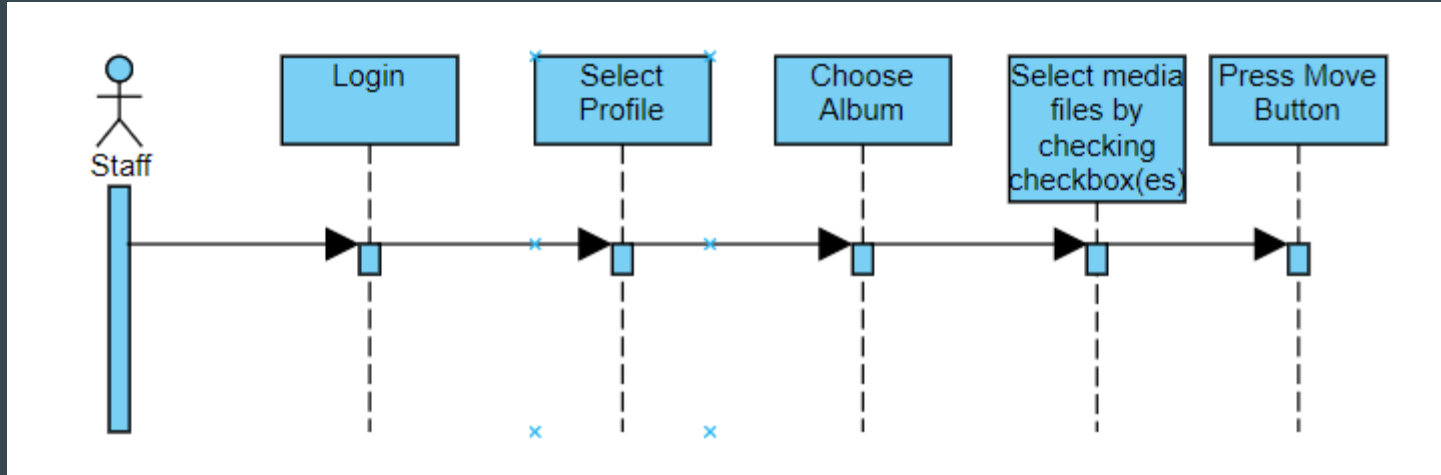 Login
Select
Profile
Choose
Album
Select media
files by
checking
checkbox(es)
Press Move
Button
Staff